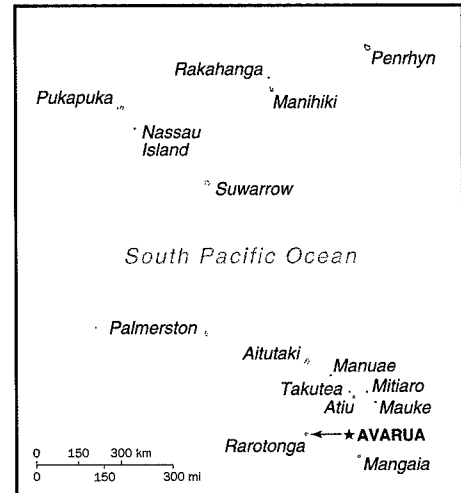 Penrhyn
Rakahanga
Manihiki
Pukapuka
Nassau
Island
Suwarrow
South Pacific Ocean
Palmerston
Aitutaki
Manuae
Takutea
Mitiaro
Atiu
Mauke
AVARUA
Rarotonga
Mangaia
0 150 300 km
0 150 300 mi